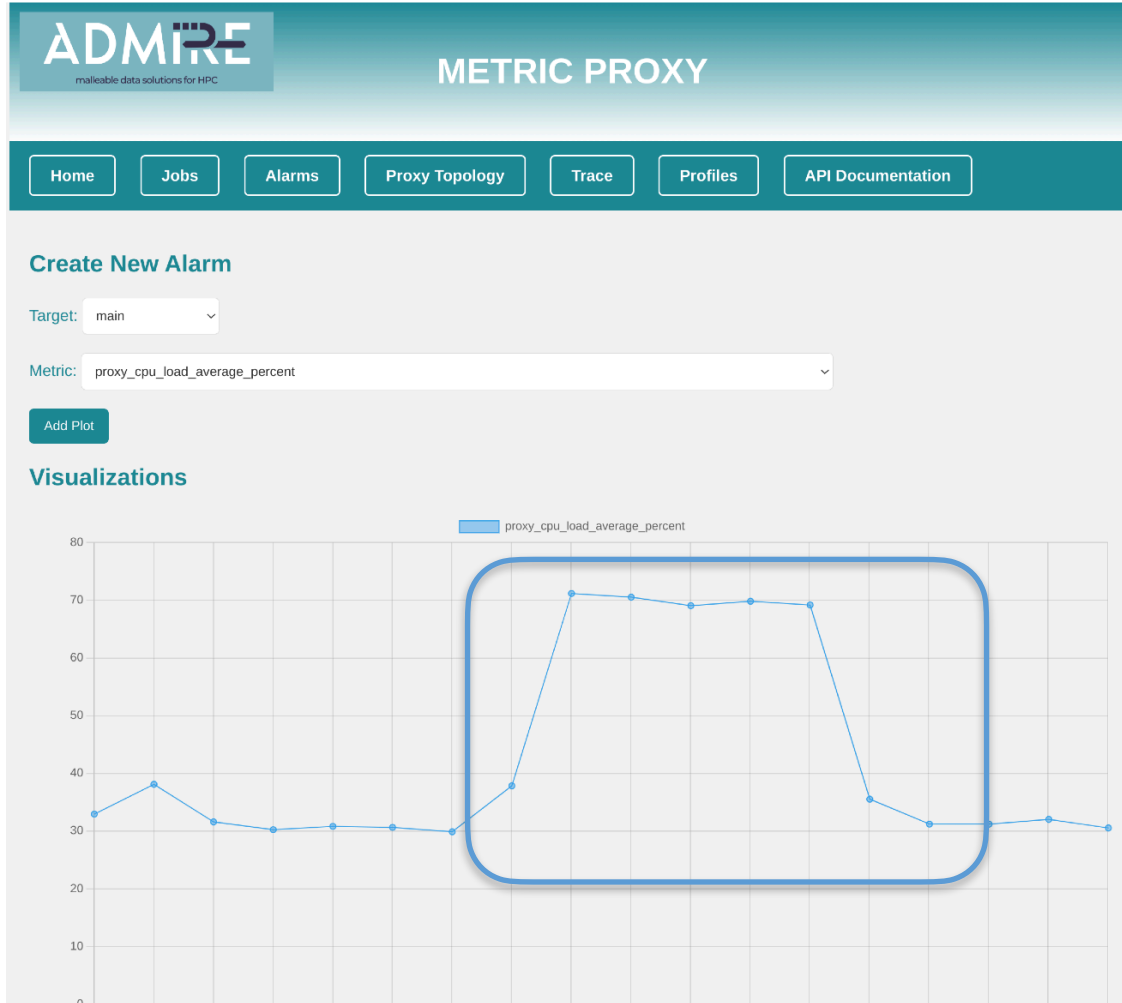 ADMIRE
malleable data solutions for HPC
METRIC PROXY
Home Jobs Alarms Proxy Topology Trace Profiles API Documentation
Create New Alarm
Target: main
Metric: proxy_cpu_load_average_percent
Add Plot
Visualizations
proxy_cpu_load_average_percent
80
70
60
50
40
30
20
10
0